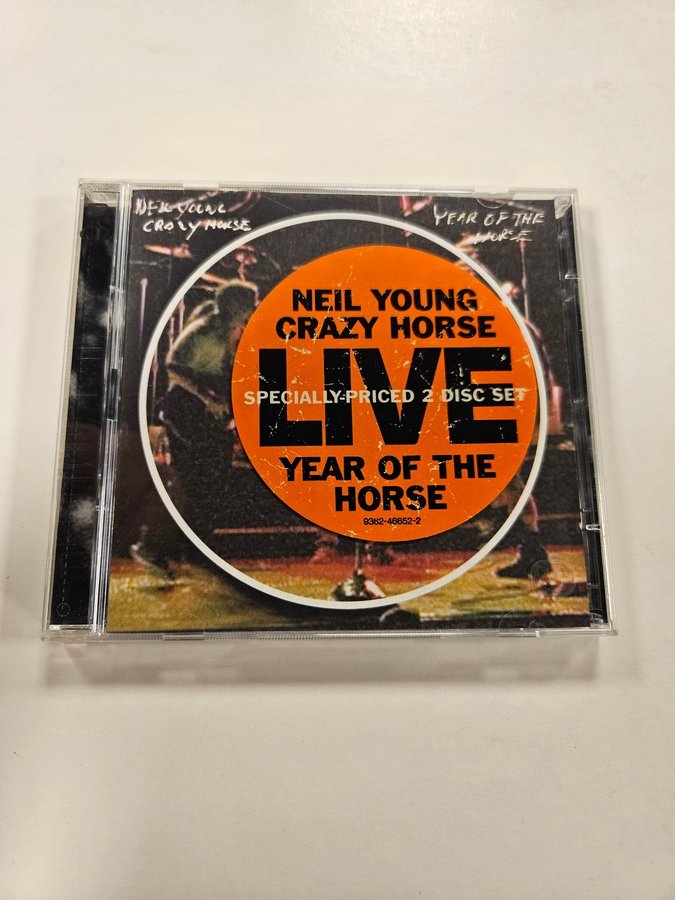 NEIL YOUNG
CRAZY HORSE
YEAR OF THE
HORSE
NEIL YOUNG
CRAZY HORSE
LIVE
SPECIALLY-PRICED 2 DISC SET
YEAR OF THE
HORSE
9362-46652-2